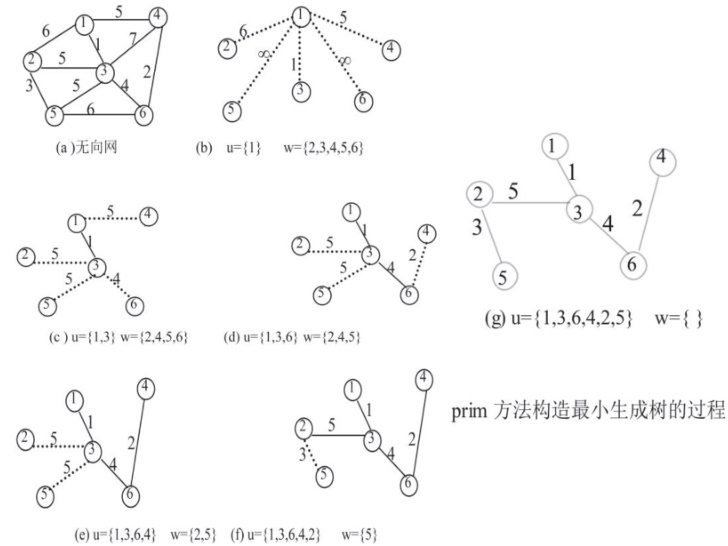 1 5 4
6 1 7
2 5 3 2
3 5 4
5 6 6
(a )无向网
1
6 5
2 ∞ 1 ∞ 4
5 3 6
(b) u={1} w={2,3,4,5,6}
1 5 4
1
2 5 3
5 4
5 6
(c ) u={1,3} w={2,4,5,6}
1 4
1
2 5 3 2
5 4
5 6
(d) u={1,3,6} w={2,4,5}
1 4
1
2 5 3 2
3 4
5 6
(g) u={1,3,6,4,2,5} w={ }
1 4
1
2 5 3 2
5 4
5 6
(e) u={1,3,6,4} w={2,5}
1 4
1
2 5 3 2
3 4
5 6
(f) u={1,3,6,4,2} w={5}
prim 方法构造最小生成树的过程